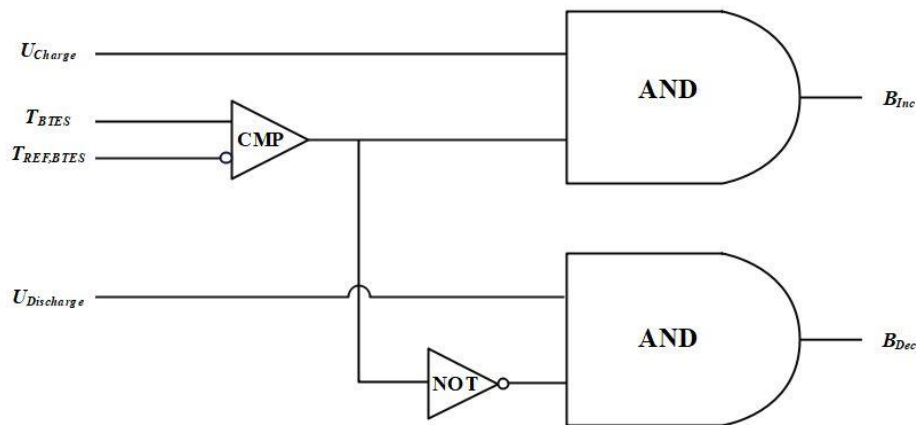 U_Charge
AND
B_Inc
T_BTES
CMP
T_REF,BTES
U_Discharge
AND
B_Dec
NOT